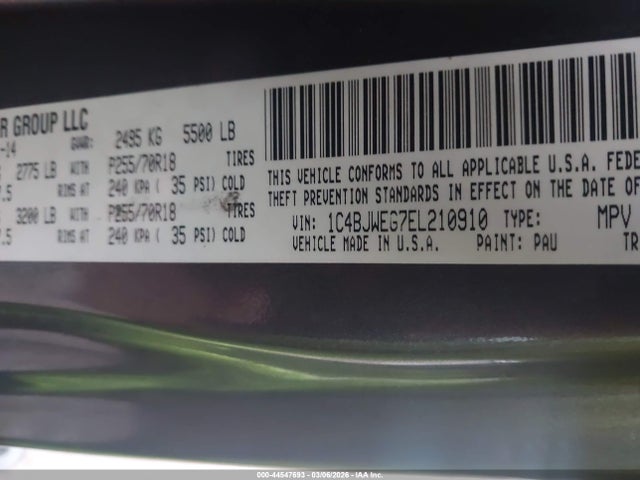 R GROUP LLC
-14 GVWR: 2495 KG 5500 LB
2775 LB WITH P255/70R18 TIRES
.5 RIMS AT 240 KPA ( 35 PSI) COLD
3200 LB WITH P255/70R18 TIRES
.5 RIMS AT 240 KPA ( 35 PSI) COLD
THIS VEHICLE CONFORMS TO ALL APPLICABLE U.S.A. FEDE
THEFT PREVENTION STANDARDS IN EFFECT ON THE DATE OF
VIN: 1C4BJWEG7EL210910 TYPE: MPV
VEHICLE MADE IN U.S.A. PAINT: PAU TR
000-44547693 - 03/06/2026 - IAA Inc.